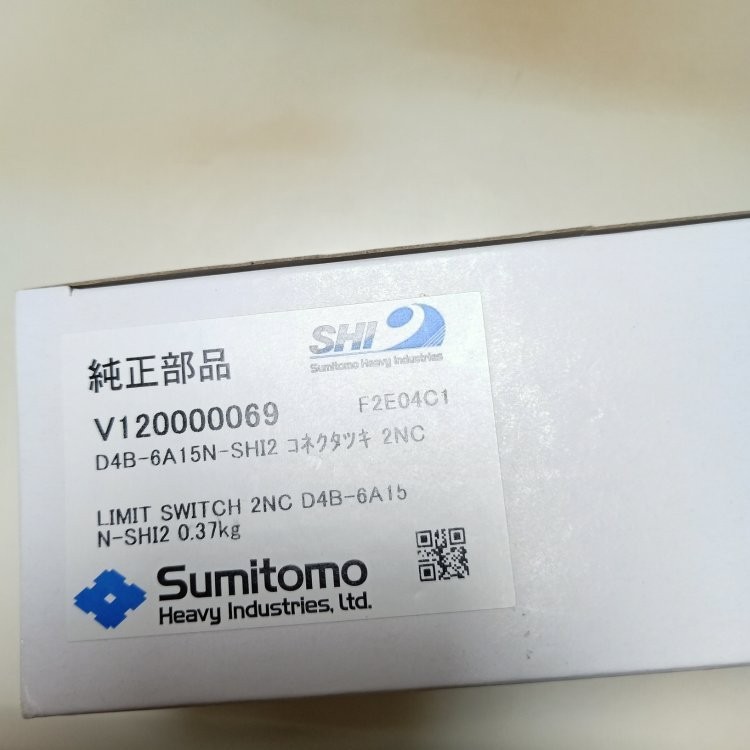 SHI
Sumitomo Heavy Industries
純正部品
V120000069
F2E04C1
D4B-6A15N-SHI2 コネクタツキ 2NC
LIMIT SWITCH 2NC D4B-6A15
N-SHI2 0.37kg
Sumitomo
Heavy Industries, Ltd.